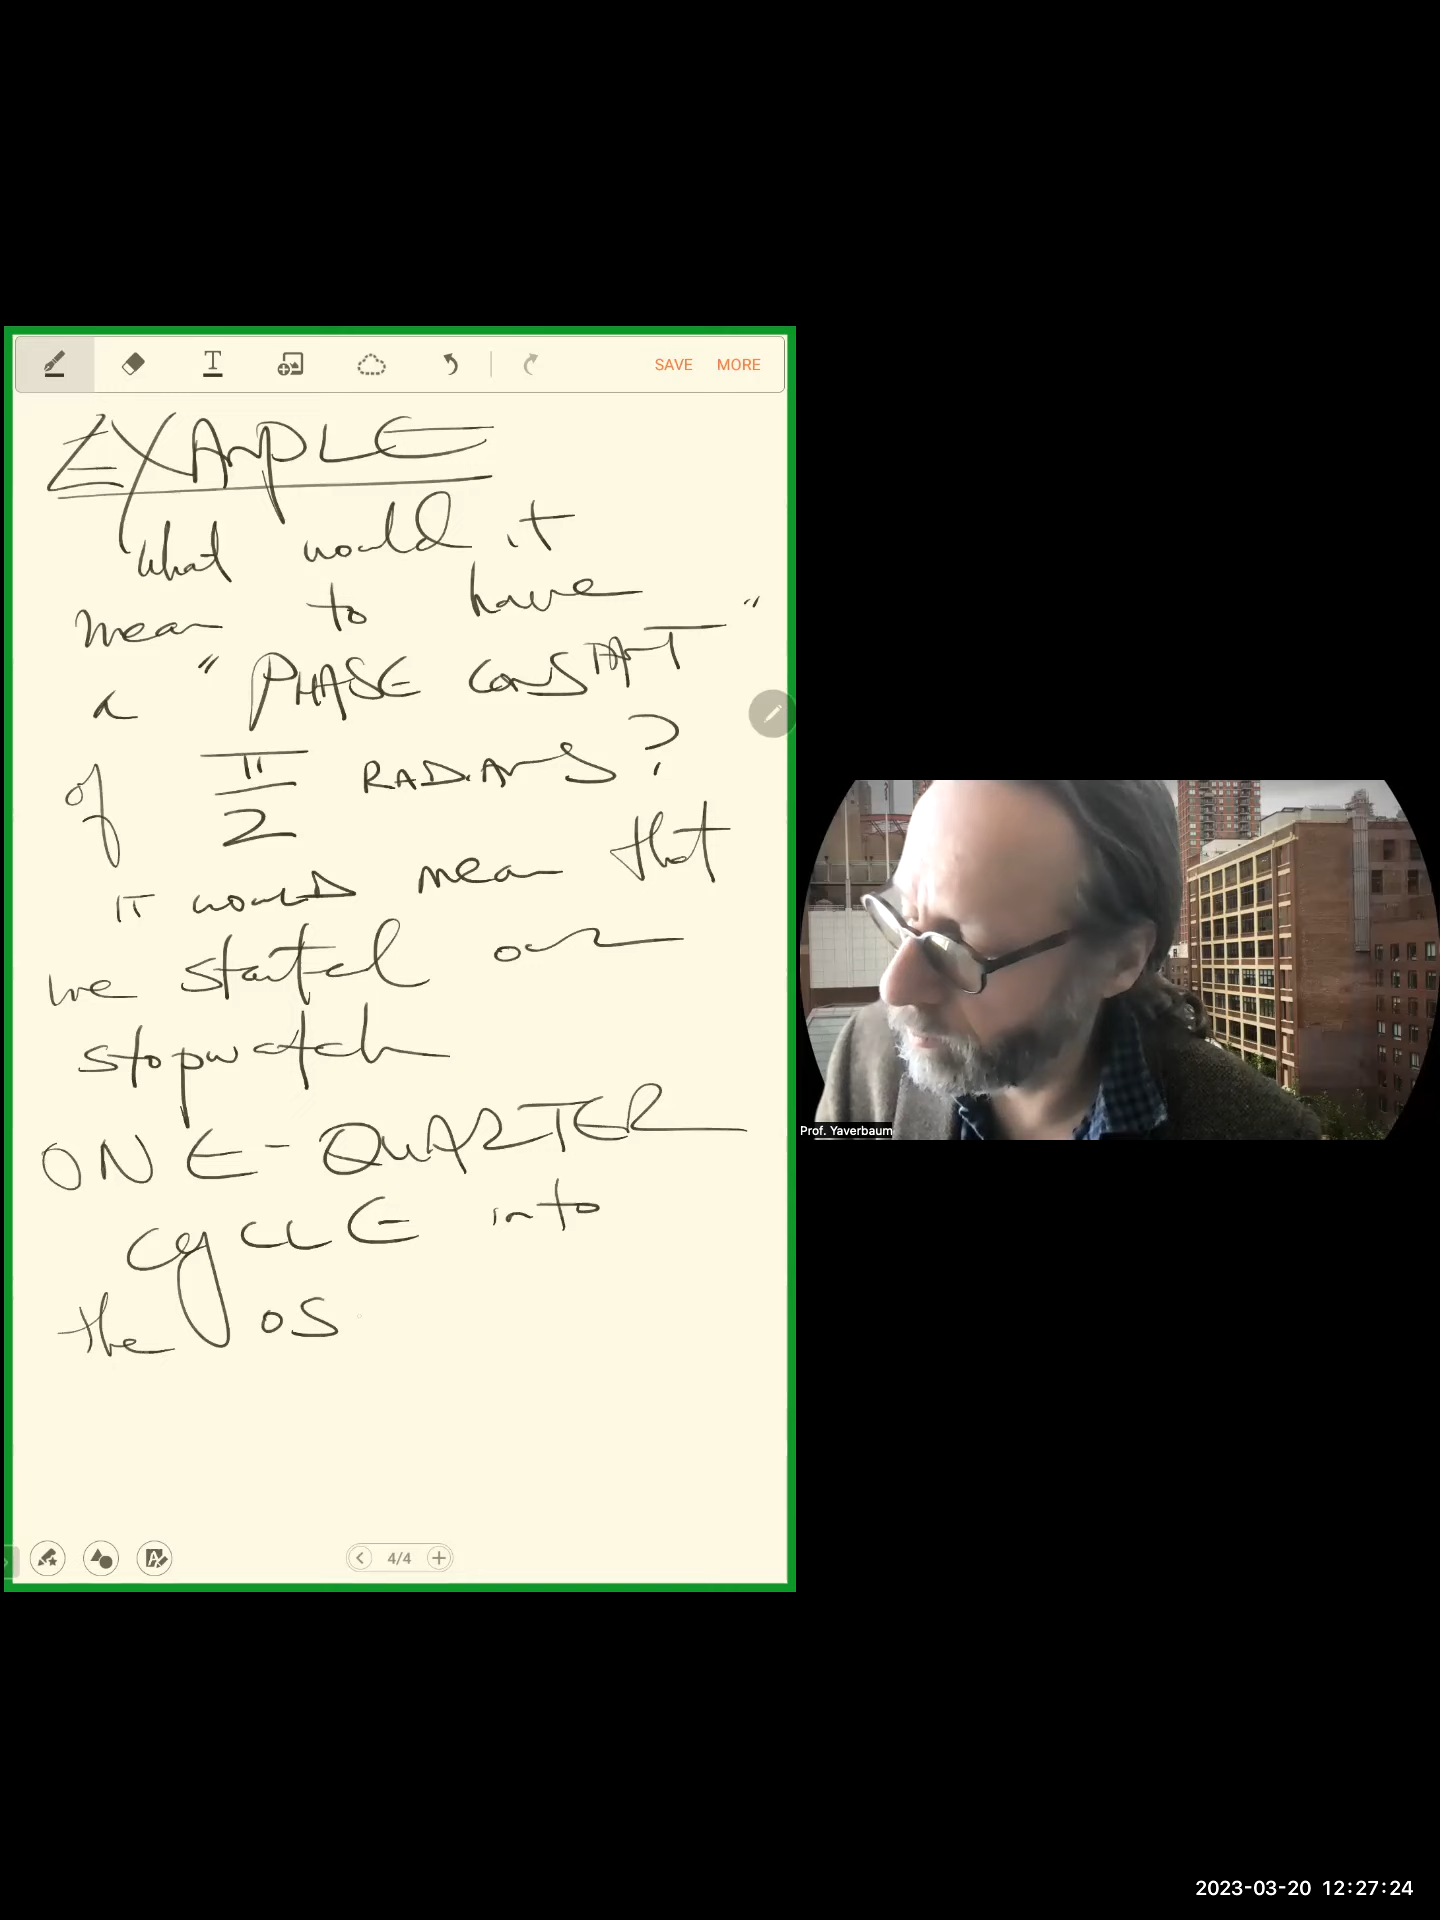 T
SAVE MORE
EXAMPLE
What would it
mean to have
a "PHASE CONSTANT"
of π/2 RADIANS?
IT would mean that
we started our
stopwatch
ONE-QUARTER
CYCLE into
the OS
4/4
Prof. Yaverbaum
2023-03-20 12:27:24